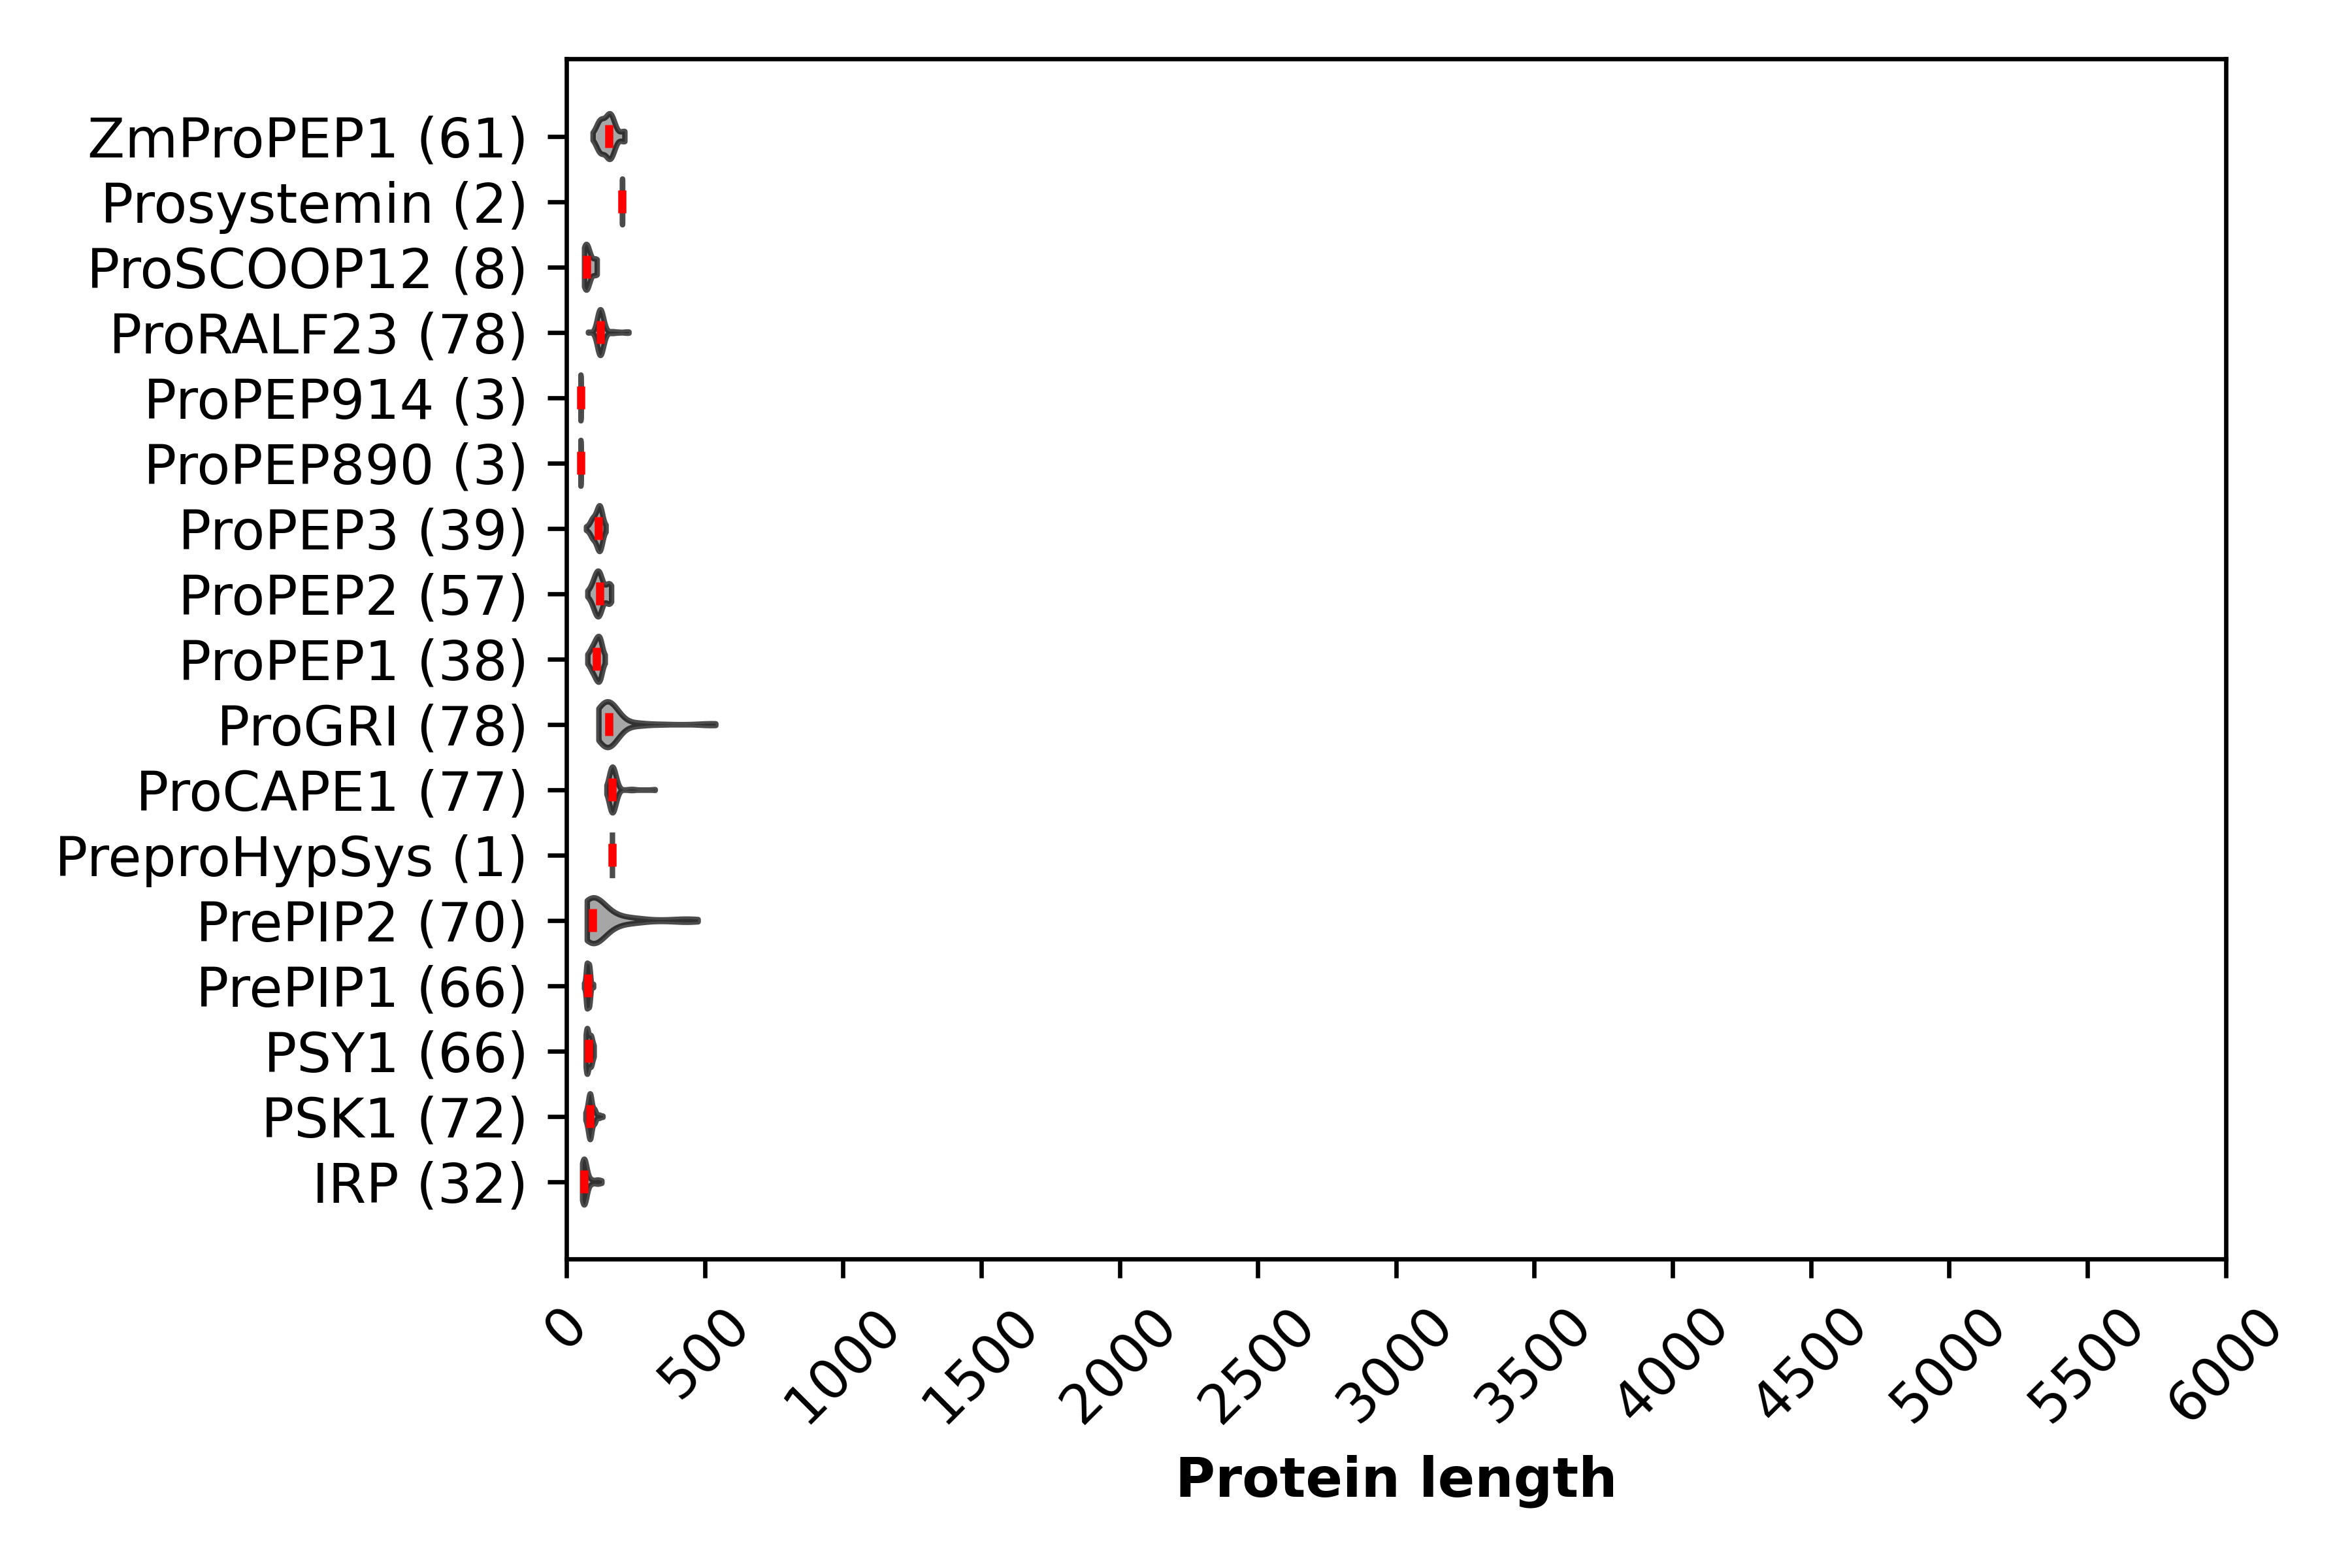 ZmProPEP1 (61)
Prosystemin (2)
ProSCOOP12 (8)
ProRALF23 (78)
ProPEP914 (3)
ProPEP890 (3)
ProPEP3 (39)
ProPEP2 (57)
ProPEP1 (38)
ProGRI (78)
ProCAPE1 (77)
PreproHypSys (1)
PrePIP2 (70)
PrePIP1 (66)
PSY1 (66)
PSK1 (72)
IRP (32)
0 500 1000 1500 2000 2500 3000 3500 4000 4500 5000 5500 6000
Protein length